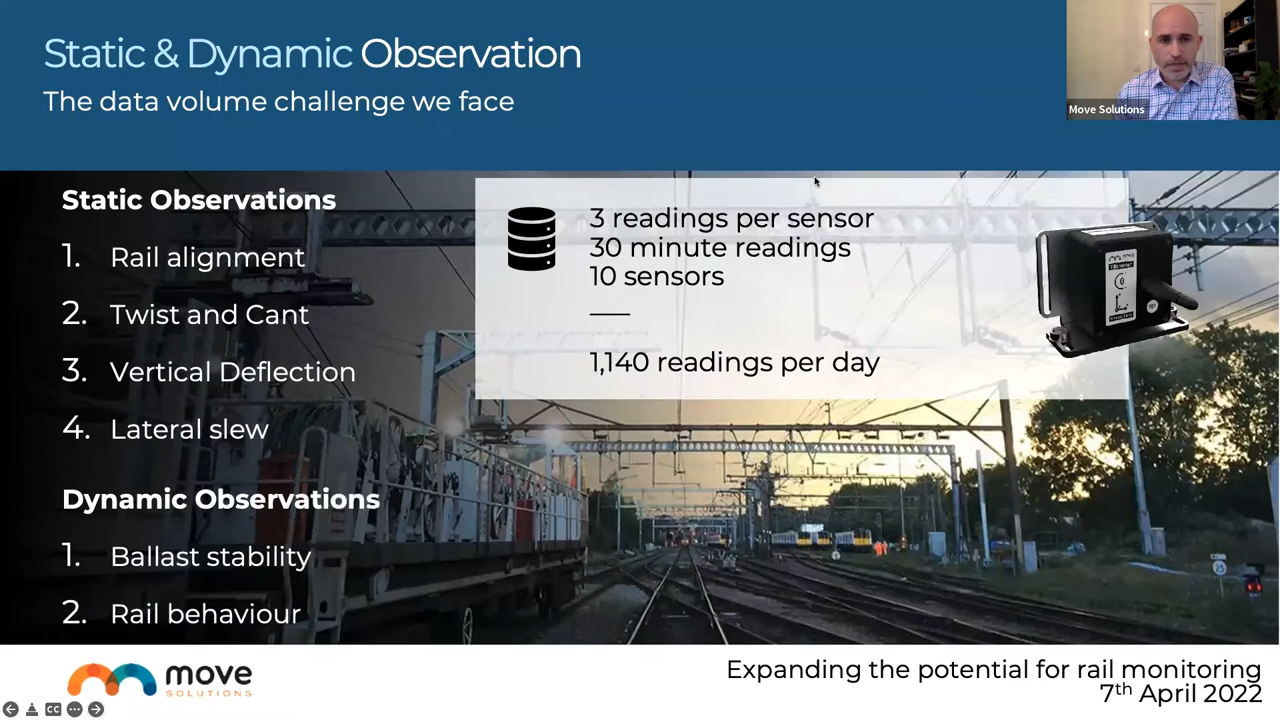 Static & Dynamic Observation
The data volume challenge we face
Move Solutions
Static Observations
1. Rail alignment
2. Twist and Cant
3. Vertical Deflection
4. Lateral slew
Dynamic Observations
1. Ballast stability
2. Rail behaviour
3 readings per sensor
30 minute readings
10 sensors
1,140 readings per day
25
move
SOLUTIONS
Expanding the potential for rail monitoring
7th April 2022
CC